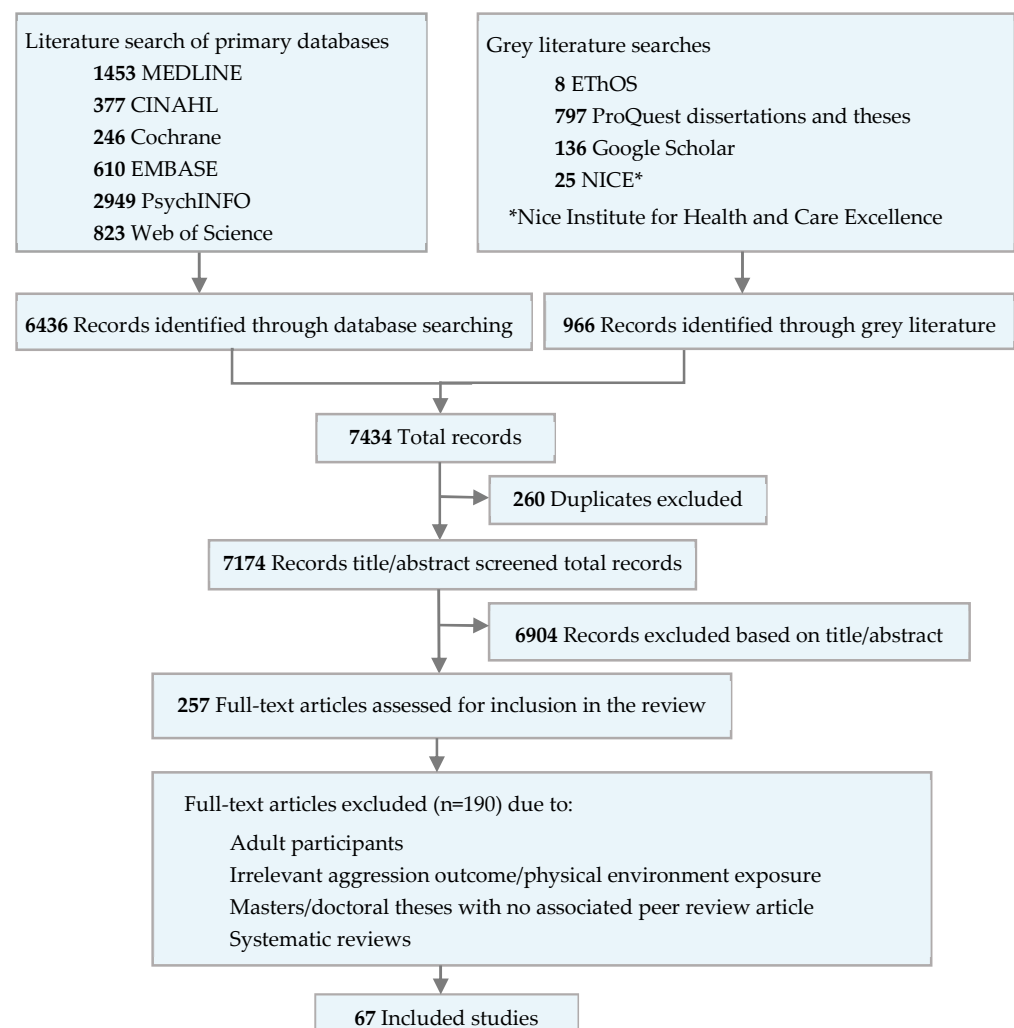 Literature search of primary databases
1453 MEDLINE
377 CINAHL
246 Cochrane
610 EMBASE
2949 PsychINFO
823 Web of Science
Grey literature searches
8 EThOS
797 ProQuest dissertations and theses
136 Google Scholar
25 NICE*
*Nice Institute for Health and Care Excellence
6436 Records identified through database searching
966 Records identified through grey literature
7434 Total records
260 Duplicates excluded
7174 Records title/abstract screened total records
6904 Records excluded based on title/abstract
257 Full-text articles assessed for inclusion in the review
Full-text articles excluded (n=190) due to:
Adult participants
Irrelevant aggression outcome/physical environment exposure
Masters/doctoral theses with no associated peer review article
Systematic reviews
67 Included studies